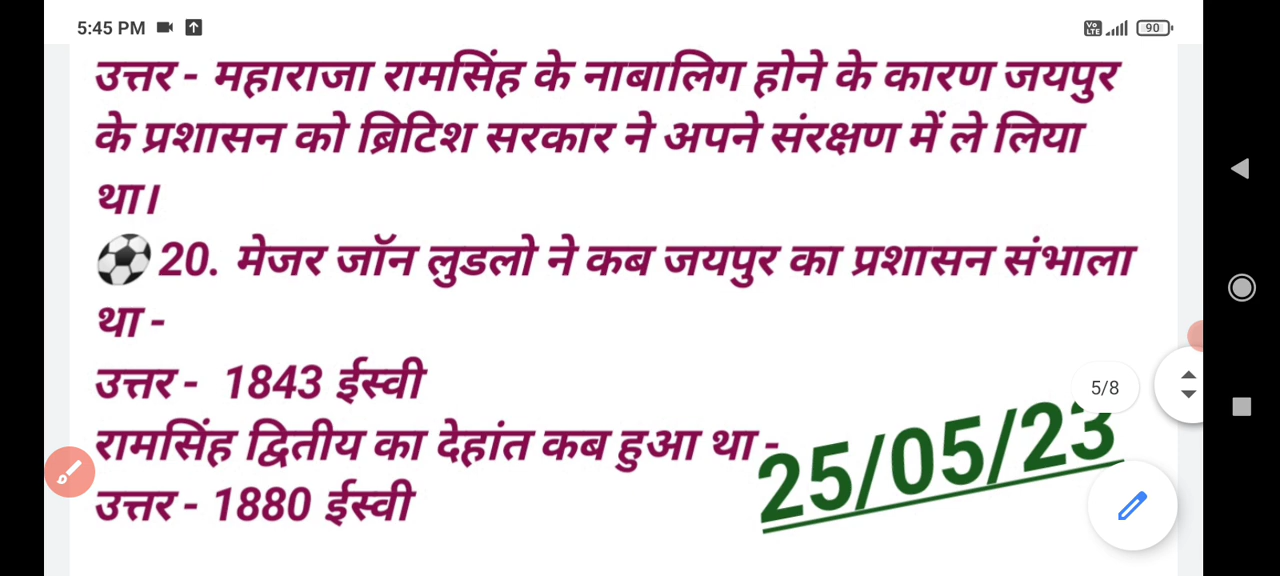 5:45 PM
Vo LTE 90
उत्तर - महाराजा रामसिंह के नाबालिग होने के कारण जयपुर
के प्रशासन को ब्रिटिश सरकार ने अपने संरक्षण में ले लिया
था।
20. मेजर जॉन लुडलो ने कब जयपुर का प्रशासन संभाला
था -
उत्तर - 1843 ईस्वी
5/8
रामसिंह द्वितीय का देहांत कब हुआ था -
25/05/23
उत्तर - 1880 ईस्वी